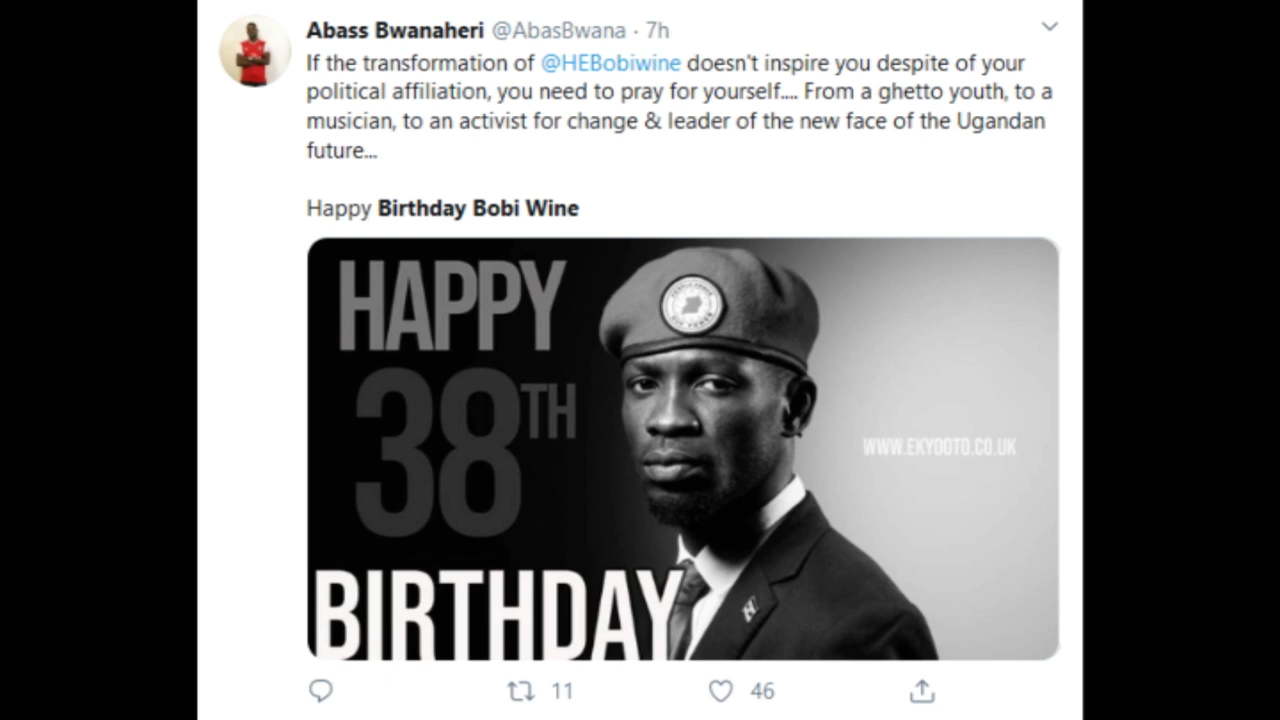 Abass Bwanaheri @AbasBwana · 7h
If the transformation of @HEBobiwine doesn't inspire you despite of your
political affiliation, you need to pray for yourself.... From a ghetto youth, to a
musician, to an activist for change & leader of the new face of the Ugandan
future...
Happy Birthday Bobi Wine
HAPPY
38TH
BIRTHDAY
WWW.EKYOOTO.CO.UK
11
46